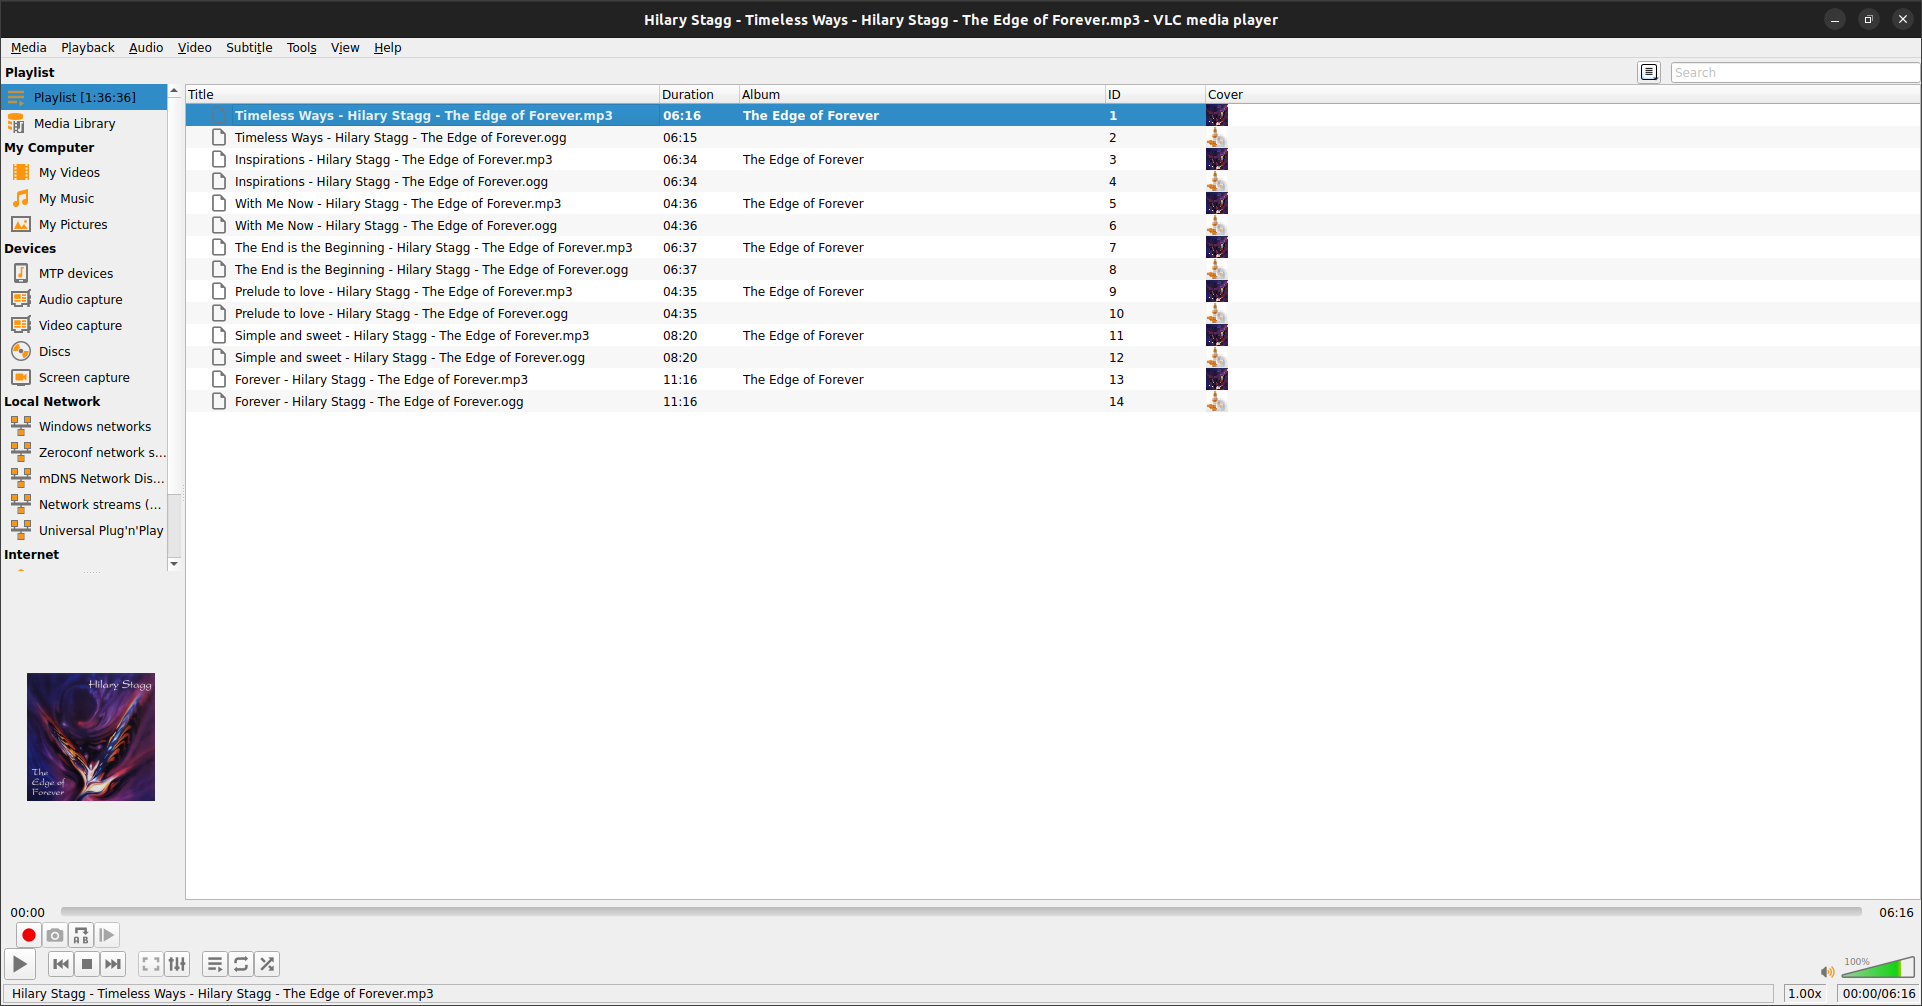 Hilary Stagg - Timeless Ways - Hilary Stagg - The Edge of Forever.mp3 - VLC media player
Media Playback Audio Video Subtitle Tools View Help
Playlist
Search
Playlist [1:36:36]
Media Library
My Computer
My Videos
My Music
My Pictures
Devices
MTP devices
Audio capture
Video capture
Discs
Screen capture
Local Network
Windows networks
Zeroconf network s...
mDNS Network Dis...
Network streams (...
Universal Plug'n'Play
Internet
Title Duration Album ID Cover
Timeless Ways - Hilary Stagg - The Edge of Forever.mp3 06:16 The Edge of Forever 1
Timeless Ways - Hilary Stagg - The Edge of Forever.ogg 06:15 2
Inspirations - Hilary Stagg - The Edge of Forever.mp3 06:34 The Edge of Forever 3
Inspirations - Hilary Stagg - The Edge of Forever.ogg 06:34 4
With Me Now - Hilary Stagg - The Edge of Forever.mp3 04:36 The Edge of Forever 5
With Me Now - Hilary Stagg - The Edge of Forever.ogg 04:36 6
The End is the Beginning - Hilary Stagg - The Edge of Forever.mp3 06:37 The Edge of Forever 7
The End is the Beginning - Hilary Stagg - The Edge of Forever.ogg 06:37 8
Prelude to love - Hilary Stagg - The Edge of Forever.mp3 04:35 The Edge of Forever 9
Prelude to love - Hilary Stagg - The Edge of Forever.ogg 04:35 10
Simple and sweet - Hilary Stagg - The Edge of Forever.mp3 08:20 The Edge of Forever 11
Simple and sweet - Hilary Stagg - The Edge of Forever.ogg 08:20 12
Forever - Hilary Stagg - The Edge of Forever.mp3 11:16 The Edge of Forever 13
Forever - Hilary Stagg - The Edge of Forever.ogg 11:16 14
Hilary Stagg
The
Edge of
Forever
00:00 06:16
A B
100%
Hilary Stagg - Timeless Ways - Hilary Stagg - The Edge of Forever.mp3 1.00x 00:00/06:16